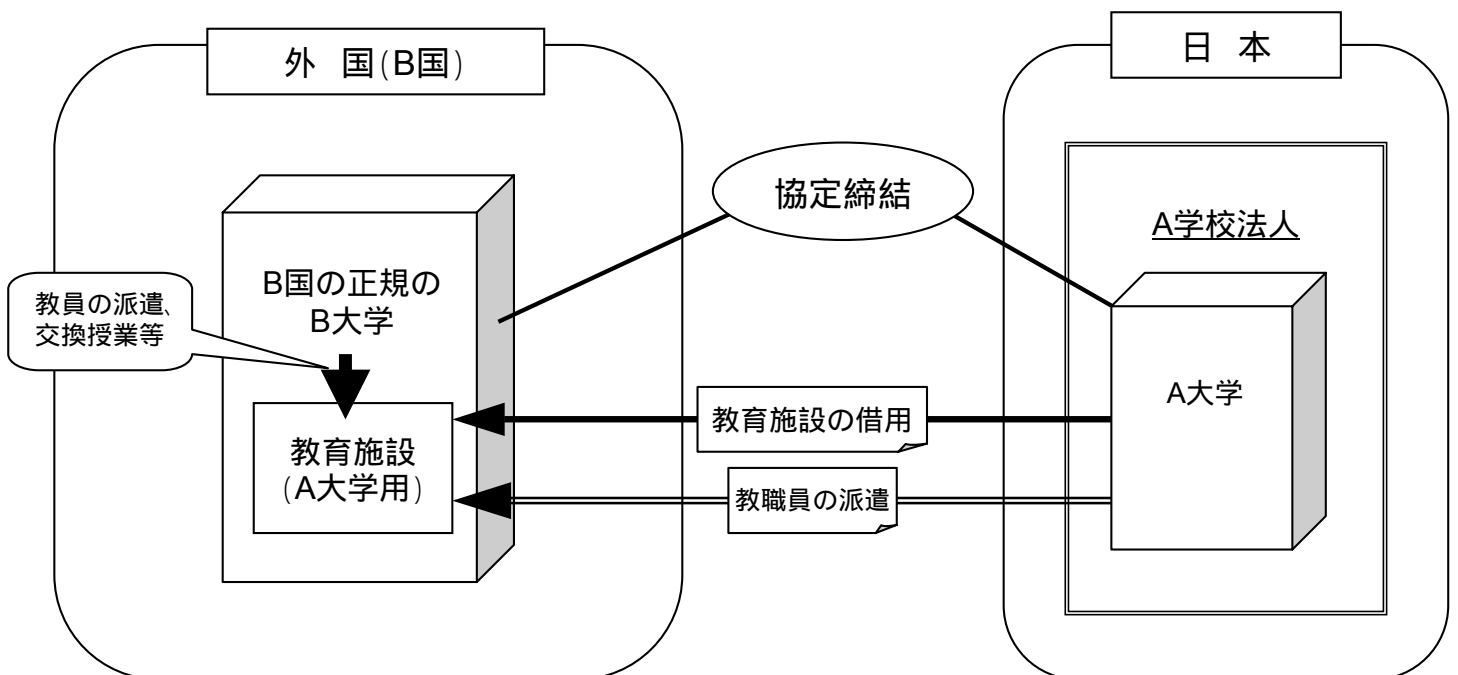 外 国(B国)
日 本
協定締結
A学校法人
B国の正規の
B大学
教員の派遣、
交換授業等
A大学
教育施設の借用
教育施設
(A大学用)
教職員の派遣